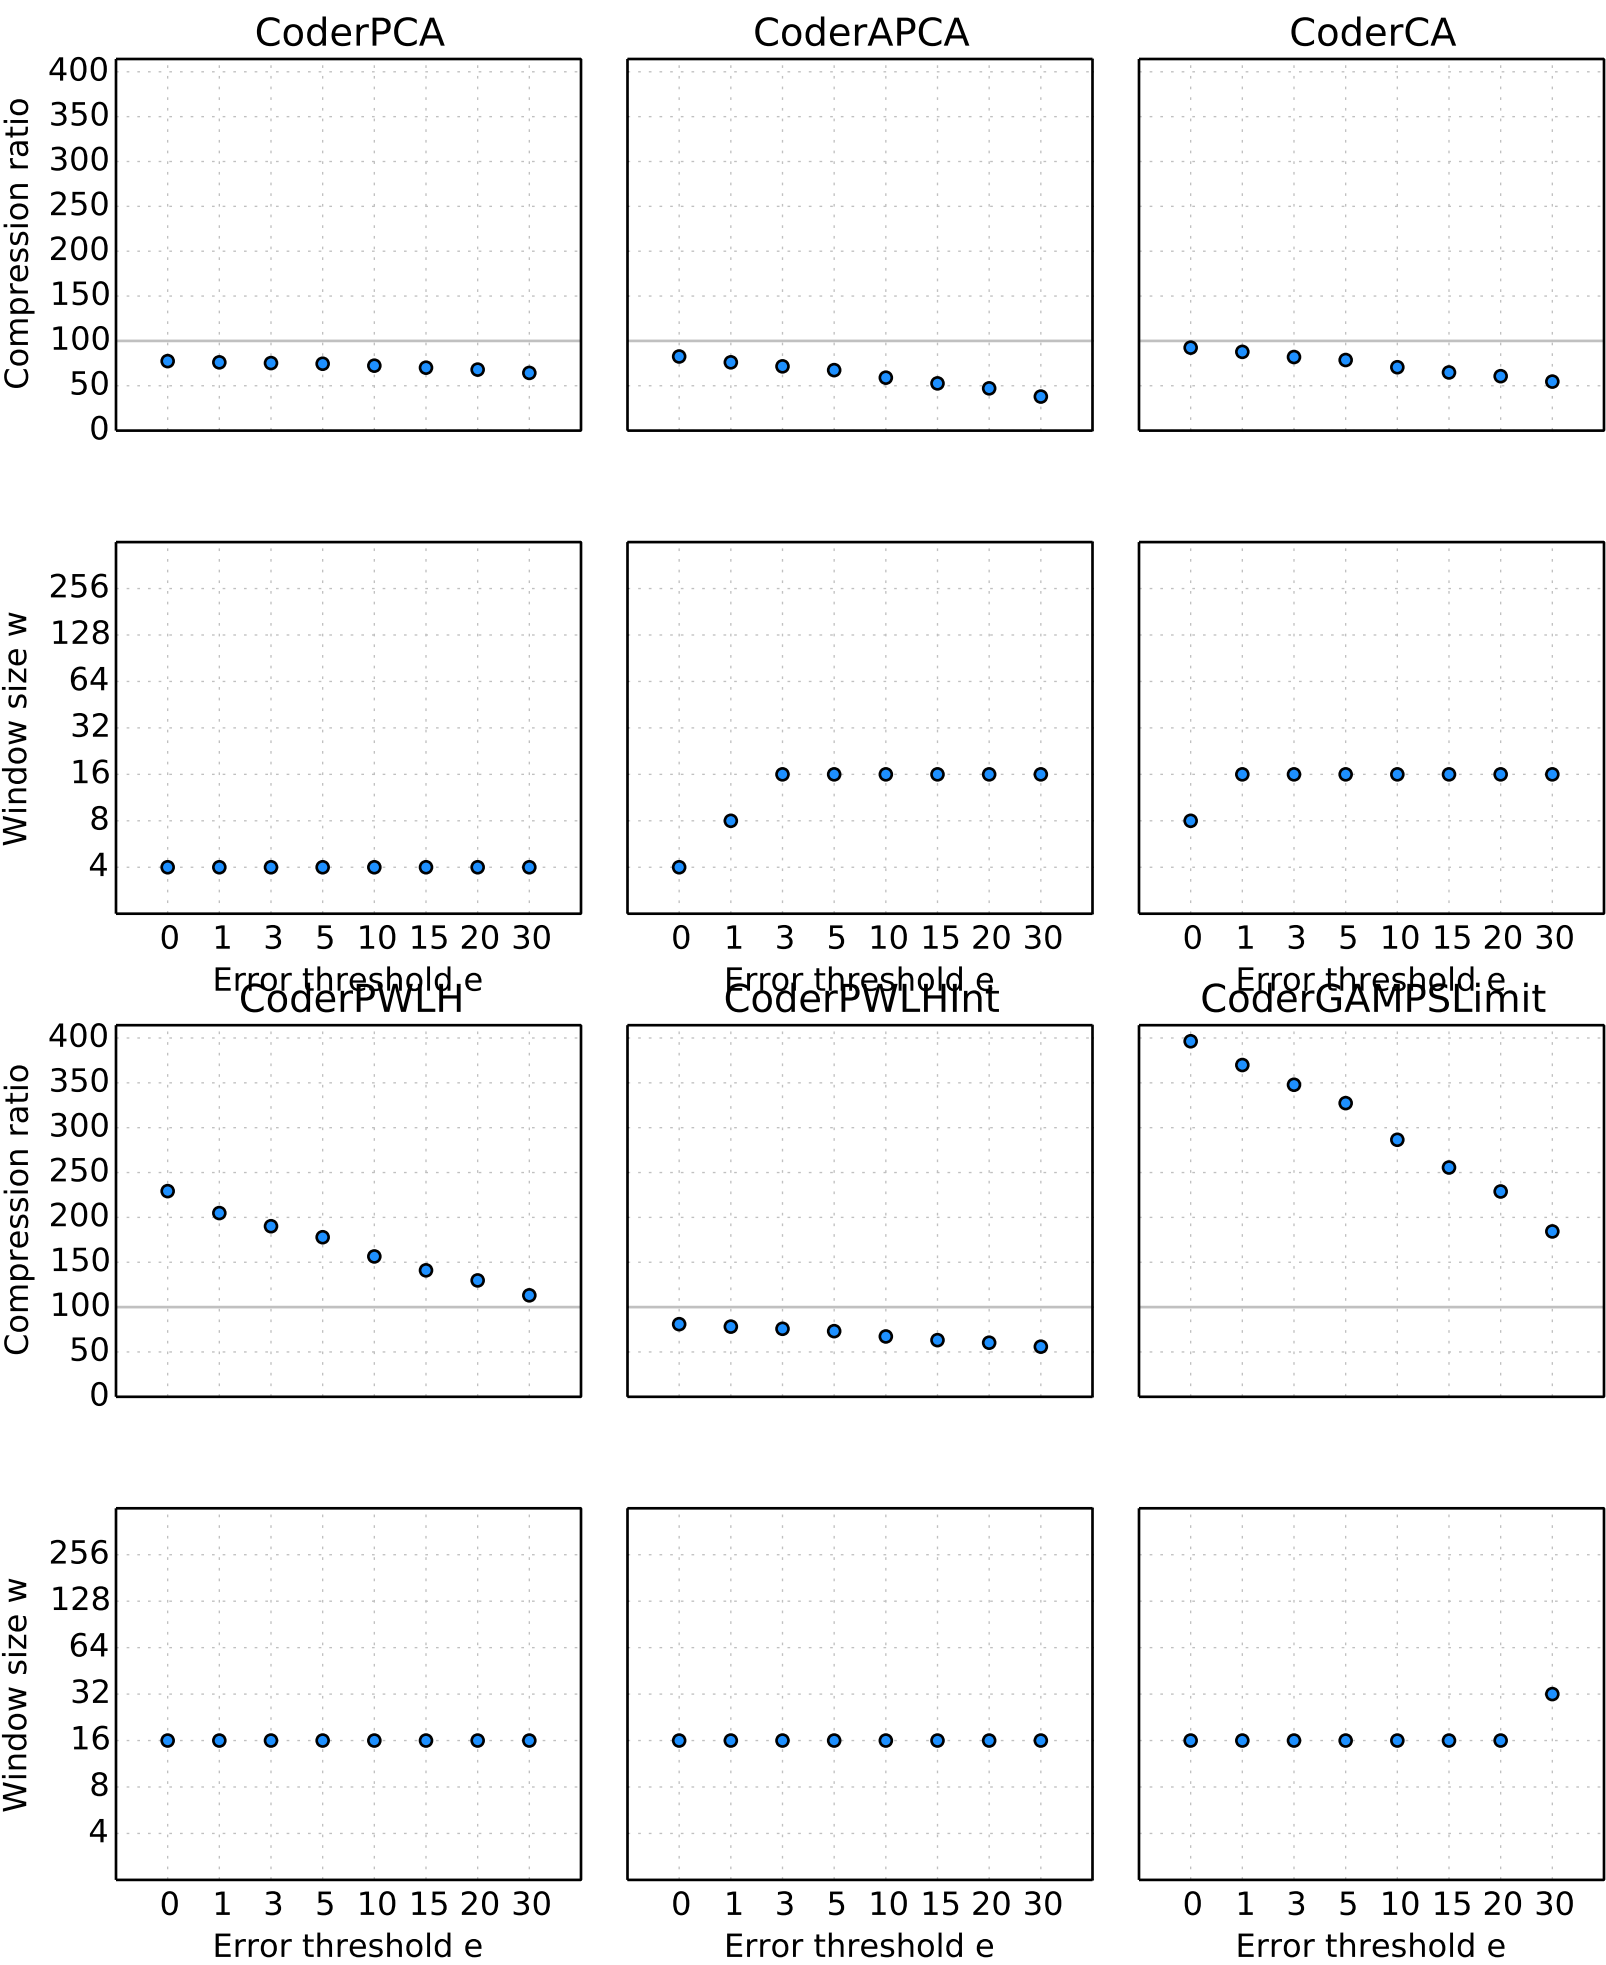 CoderPCA
CoderAPCA
CoderCA
Compression ratio
400
350
300
250
200
150
100
50
0
Window size w
256
128
64
32
16
8
4
0 1 3 5 10 15 20 30
0 1 3 5 10 15 20 30
0 1 3 5 10 15 20 30
Error threshold e
Error threshold e
Error threshold e
CoderPWLH
CoderPWLHInt
CoderGAMPSLimit
Compression ratio
400
350
300
250
200
150
100
50
0
Window size w
256
128
64
32
16
8
4
0 1 3 5 10 15 20 30
0 1 3 5 10 15 20 30
0 1 3 5 10 15 20 30
Error threshold e
Error threshold e
Error threshold e